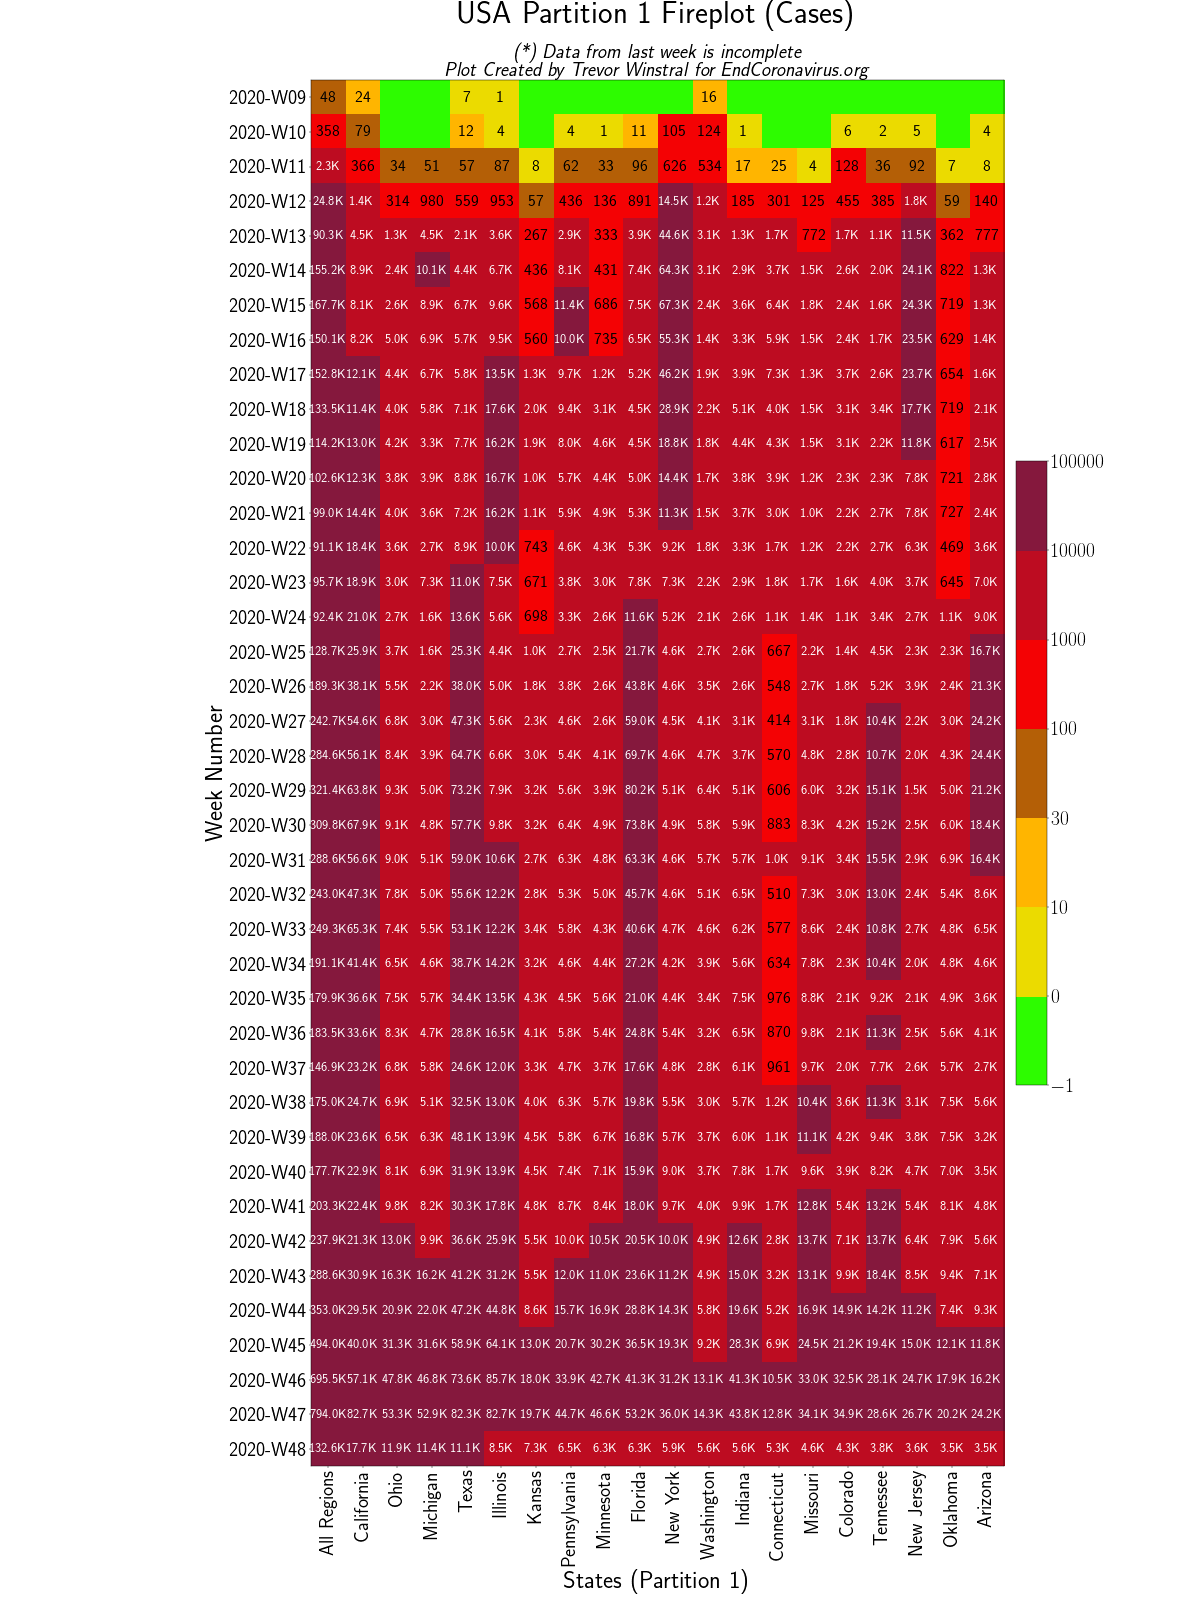 USA Partition 1 Fireplot (Cases)
(*) Data from last week is incomplete
Plot Created by Trevor Winstral for EndCoronavirus.org
2020-W09 48 24 7 1 16
2020-W10 358 79 12 4 4 1 11 105 124 1 6 2 5 4
2020-W11 2.3K 366 34 51 57 87 8 62 33 96 626 534 17 25 4 128 36 92 7 8
2020-W12 24.8K 1.4K 314 980 559 953 57 436 136 891 14.5K 1.2K 185 301 125 455 385 1.8K 59 140
2020-W13 90.3K 4.5K 1.3K 4.5K 2.1K 3.6K 267 2.9K 333 3.9K 44.6K 3.1K 1.3K 1.7K 772 1.7K 1.1K 11.5K 362 777
2020-W14 155.2K 8.9K 2.4K 10.1K 4.4K 6.7K 436 8.1K 431 7.4K 64.3K 3.1K 2.9K 3.7K 1.5K 2.6K 2.0K 24.1K 822 1.3K
2020-W15 167.7K 8.1K 2.6K 8.9K 6.7K 9.6K 568 11.4K 686 7.5K 67.3K 2.4K 3.6K 6.4K 1.8K 2.4K 1.6K 24.3K 719 1.3K
2020-W16 150.1K 8.2K 5.0K 6.9K 5.7K 9.5K 560 10.0K 735 6.5K 55.3K 1.4K 3.3K 5.9K 1.5K 2.4K 1.7K 23.5K 629 1.4K
2020-W17 152.8K 12.1K 4.4K 6.7K 5.8K 13.5K 1.3K 9.7K 1.2K 5.2K 46.2K 1.9K 3.9K 7.3K 1.3K 3.7K 2.6K 23.7K 654 1.6K
2020-W18 133.5K 11.4K 4.0K 5.8K 7.1K 17.6K 2.0K 9.4K 3.1K 4.5K 28.9K 2.2K 5.1K 4.0K 1.5K 3.1K 3.4K 17.7K 719 2.1K
2020-W19 114.2K 13.0K 4.2K 3.3K 7.7K 16.2K 1.9K 8.0K 4.6K 4.5K 18.8K 1.8K 4.4K 4.3K 1.5K 3.1K 2.2K 11.8K 617 2.5K
2020-W20 102.6K 12.3K 3.8K 3.9K 8.8K 16.7K 1.0K 5.7K 4.4K 5.0K 14.4K 1.7K 3.8K 3.9K 1.2K 2.3K 2.3K 7.8K 721 2.8K
2020-W21 99.0K 14.4K 4.0K 3.6K 7.2K 16.2K 1.1K 5.9K 4.9K 5.3K 11.3K 1.5K 3.7K 3.0K 1.0K 2.2K 2.7K 7.8K 727 2.4K
2020-W22 91.1K 18.4K 3.6K 2.7K 8.9K 10.0K 743 4.6K 4.3K 5.3K 9.2K 1.8K 3.3K 1.7K 1.2K 2.2K 2.7K 6.3K 469 3.6K
2020-W23 95.7K 18.9K 3.0K 7.3K 11.0K 7.5K 671 3.8K 3.0K 7.8K 7.3K 2.2K 2.9K 1.8K 1.7K 1.6K 4.0K 3.7K 645 7.0K
2020-W24 92.4K 21.0K 2.7K 1.6K 13.6K 5.6K 698 3.3K 2.6K 11.6K 5.2K 2.1K 2.6K 1.1K 1.4K 1.1K 3.4K 2.7K 1.1K 9.0K
2020-W25 128.7K 25.9K 3.7K 1.6K 25.3K 4.4K 1.0K 2.7K 2.5K 21.7K 4.6K 2.7K 2.6K 667 2.2K 1.4K 4.5K 2.3K 2.3K 16.7K
2020-W26 189.3K 38.1K 5.5K 2.2K 38.0K 5.0K 1.8K 3.8K 2.6K 43.8K 4.6K 3.5K 2.6K 548 2.7K 1.8K 5.2K 3.9K 2.4K 21.3K
2020-W27 242.7K 54.6K 6.8K 3.0K 47.3K 5.6K 2.3K 4.6K 2.6K 59.0K 4.5K 4.1K 3.1K 414 3.1K 1.8K 10.4K 2.2K 3.0K 24.2K
2020-W28 284.6K 56.1K 8.4K 3.9K 64.7K 6.6K 3.0K 5.4K 4.1K 69.7K 4.6K 4.7K 3.7K 570 4.8K 2.8K 10.7K 2.0K 4.3K 24.4K
2020-W29 321.4K 63.8K 9.3K 5.0K 73.2K 7.9K 3.2K 5.6K 3.9K 80.2K 5.1K 6.4K 5.1K 606 6.0K 3.2K 15.1K 1.5K 5.0K 21.2K
2020-W30 309.8K 67.9K 9.1K 4.8K 57.7K 9.8K 3.2K 6.4K 4.9K 73.8K 4.9K 5.8K 5.9K 883 8.3K 4.2K 15.2K 2.5K 6.0K 18.4K
2020-W31 288.6K 56.6K 9.0K 5.1K 59.0K 10.6K 2.7K 6.3K 4.8K 63.3K 4.6K 5.7K 5.7K 1.0K 9.1K 3.4K 15.5K 2.9K 6.9K 16.4K
2020-W32 243.0K 47.3K 7.8K 5.0K 55.6K 12.2K 2.8K 5.3K 5.0K 45.7K 4.6K 5.1K 6.5K 510 7.3K 3.0K 13.0K 2.4K 5.4K 8.6K
2020-W33 249.3K 65.3K 7.4K 5.5K 53.1K 12.2K 3.4K 5.8K 4.3K 40.6K 4.7K 4.6K 6.2K 577 8.6K 2.4K 10.8K 2.7K 4.8K 6.5K
2020-W34 191.1K 41.4K 6.5K 4.6K 38.7K 14.2K 3.2K 4.6K 4.4K 27.2K 4.2K 3.9K 5.6K 634 7.8K 2.3K 10.4K 2.0K 4.8K 4.6K
2020-W35 179.9K 36.6K 7.5K 5.7K 34.4K 13.5K 4.3K 4.5K 5.6K 21.0K 4.4K 3.4K 7.5K 976 8.8K 2.1K 9.2K 2.1K 4.9K 3.6K
2020-W36 183.5K 33.6K 8.3K 4.7K 28.8K 16.5K 4.1K 5.8K 5.4K 24.8K 5.4K 3.2K 6.5K 870 9.8K 2.1K 11.3K 2.5K 5.6K 4.1K
2020-W37 146.9K 23.2K 6.8K 5.8K 24.6K 12.0K 3.3K 4.7K 3.7K 17.6K 4.8K 2.8K 6.1K 961 9.7K 2.0K 7.7K 2.6K 5.7K 2.7K
2020-W38 175.0K 24.7K 6.9K 5.1K 32.5K 13.0K 4.0K 6.3K 5.7K 19.8K 5.5K 3.0K 5.7K 1.2K 10.4K 3.6K 11.3K 3.1K 7.5K 5.6K
2020-W39 188.0K 23.6K 6.5K 6.3K 48.1K 13.9K 4.5K 5.8K 6.7K 16.8K 5.7K 3.7K 6.0K 1.1K 11.1K 4.2K 9.4K 3.8K 7.5K 3.2K
2020-W40 177.7K 22.9K 8.1K 6.9K 31.9K 13.9K 4.5K 7.4K 7.1K 15.9K 9.0K 3.7K 7.8K 1.7K 9.6K 3.9K 8.2K 4.7K 7.0K 3.5K
2020-W41 203.3K 22.4K 9.8K 8.2K 30.3K 17.8K 4.8K 8.7K 8.4K 18.0K 9.7K 4.0K 9.9K 1.7K 12.8K 5.4K 13.2K 5.4K 8.1K 4.8K
2020-W42 237.9K 21.3K 13.0K 9.9K 36.6K 25.9K 5.5K 10.0K 10.5K 20.5K 10.0K 4.9K 12.6K 2.8K 13.7K 7.1K 13.7K 6.4K 7.9K 5.6K
2020-W43 288.6K 30.9K 16.3K 16.2K 41.2K 31.2K 5.5K 12.0K 11.0K 23.6K 11.2K 4.9K 15.0K 3.2K 13.1K 9.9K 18.4K 8.5K 9.4K 7.1K
2020-W44 353.0K 29.5K 20.9K 22.0K 47.2K 44.8K 8.6K 15.7K 16.9K 28.8K 14.3K 5.8K 19.6K 5.2K 16.9K 14.9K 14.2K 11.2K 7.4K 9.3K
2020-W45 494.0K 40.0K 31.3K 31.6K 58.9K 64.1K 13.0K 20.7K 30.2K 36.5K 19.3K 9.2K 28.3K 6.9K 24.5K 21.2K 19.4K 15.0K 12.1K 11.8K
2020-W46 695.5K 57.1K 47.8K 46.8K 73.6K 85.7K 18.0K 33.9K 42.7K 41.3K 31.2K 13.1K 41.3K 10.5K 33.0K 32.5K 28.1K 24.7K 17.9K 16.2K
2020-W47 794.0K 82.7K 53.3K 52.9K 82.3K 82.7K 19.7K 44.7K 46.6K 53.2K 36.0K 14.3K 43.8K 12.8K 34.1K 34.9K 28.6K 26.7K 20.2K 24.2K
2020-W48 132.6K 17.7K 11.9K 11.4K 11.1K 8.5K 7.3K 6.5K 6.3K 6.3K 5.9K 5.6K 5.6K 5.3K 4.6K 4.3K 3.8K 3.6K 3.5K 3.5K
Week Number
All Regions California Ohio Michigan Texas Illinois Kansas Pennsylvania Minnesota Florida New York Washington Indiana Connecticut Missouri Colorado Tennessee New Jersey Oklahoma Arizona
States (Partition 1)
100000
10000
1000
100
30
10
0
−1